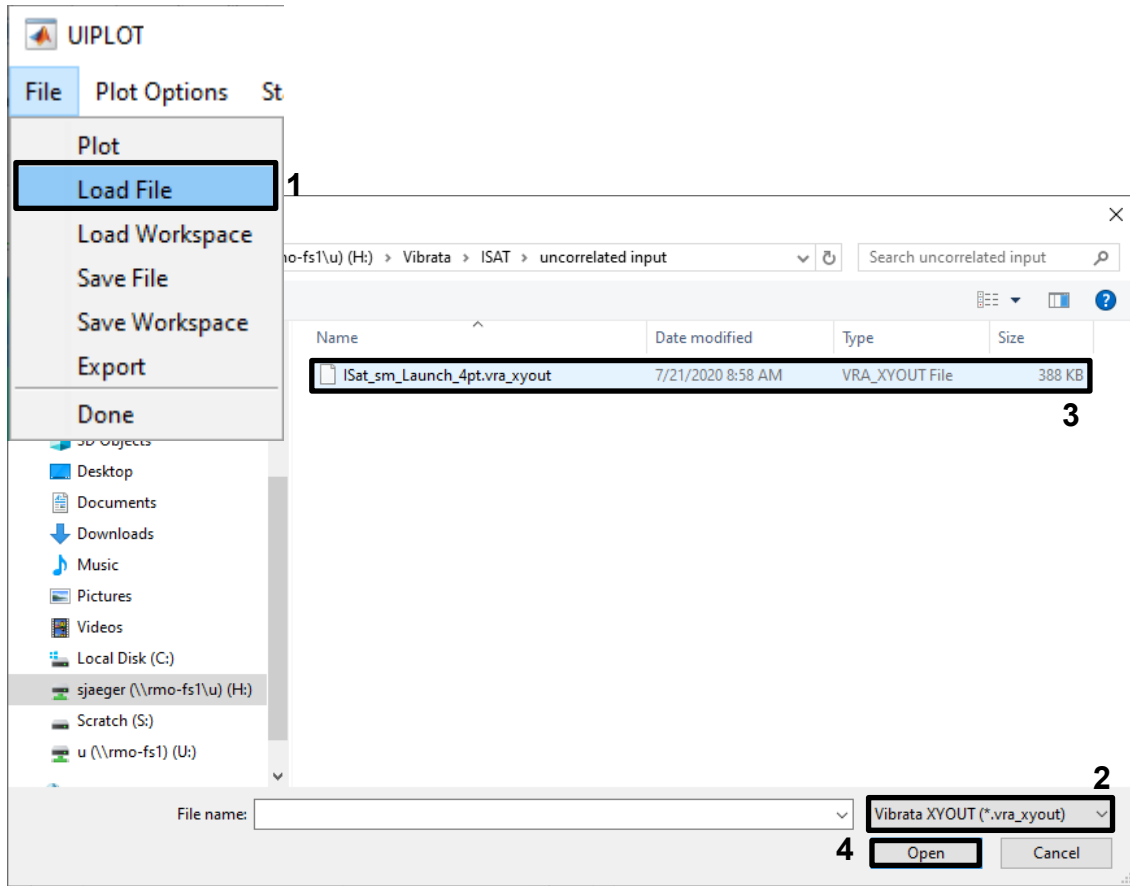 UIPLOT
File Plot Options St
Plot
Load File
1
Load Workspace
Save File
Save Workspace
Export
Done
o-fs1\u) (H:) > Vibrata > ISAT > uncorrelated input
Search uncorrelated input
Name Date modified Type Size
ISat_sm_Launch_4pt.vra_xyout 7/21/2020 8:58 AM VRA_XYOUT File 388 KB
3
3D Objects
Desktop
Documents
Downloads
Music
Pictures
Videos
Local Disk (C:)
sjaeger (\\rmo-fs1\u) (H:)
Scratch (S:)
u (\\rmo-fs1) (U:)
2
File name: Vibrata XYOUT (*.vra_xyout)
4 Open Cancel